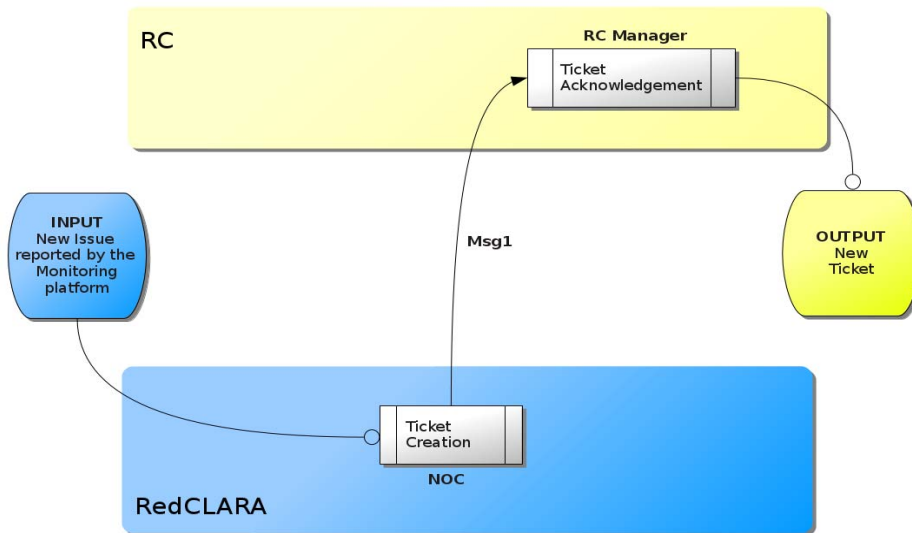 RC
RC Manager
Ticket
Acknowledgement
INPUT
New Issue
reported by the
Monitoring
platform
Msg1
OUTPUT
New
Ticket
Ticket
Creation
NOC
RedCLARA